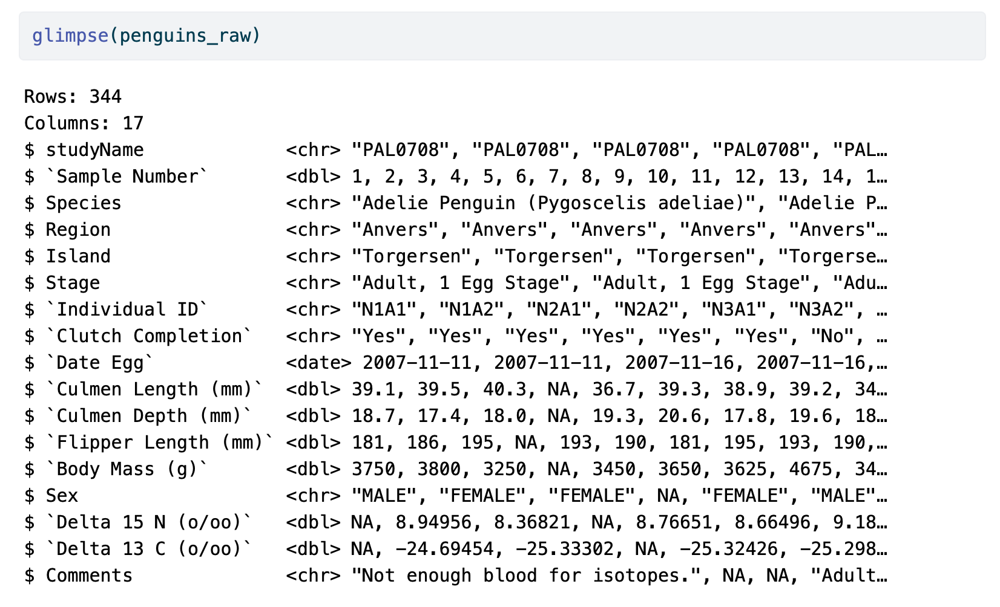 glimpse(penguins_raw)
Rows: 344
Columns: 17
$ studyName             <chr> "PAL0708", "PAL0708", "PAL0708", "PAL0708", "PAL…
$ `Sample Number`       <dbl> 1, 2, 3, 4, 5, 6, 7, 8, 9, 10, 11, 12, 13, 14, 1…
$ Species               <chr> "Adelie Penguin (Pygoscelis adeliae)", "Adelie P…
$ Region                <chr> "Anvers", "Anvers", "Anvers", "Anvers", "Anvers"…
$ Island                <chr> "Torgersen", "Torgersen", "Torgersen", "Torgerse…
$ Stage                 <chr> "Adult, 1 Egg Stage", "Adult, 1 Egg Stage", "Adu…
$ `Individual ID`       <chr> "N1A1", "N1A2", "N2A1", "N2A2", "N3A1", "N3A2", …
$ `Clutch Completion`   <chr> "Yes", "Yes", "Yes", "Yes", "Yes", "Yes", "No", …
$ `Date Egg`            <date> 2007-11-11, 2007-11-11, 2007-11-16, 2007-11-16,…
$ `Culmen Length (mm)`  <dbl> 39.1, 39.5, 40.3, NA, 36.7, 39.3, 38.9, 39.2, 34…
$ `Culmen Depth (mm)`   <dbl> 18.7, 17.4, 18.0, NA, 19.3, 20.6, 17.8, 19.6, 18…
$ `Flipper Length (mm)` <dbl> 181, 186, 195, NA, 193, 190, 181, 195, 193, 190,…
$ `Body Mass (g)`       <dbl> 3750, 3800, 3250, NA, 3450, 3650, 3625, 4675, 34…
$ Sex                   <chr> "MALE", "FEMALE", "FEMALE", NA, "FEMALE", "MALE"…
$ `Delta 15 N (o/oo)`   <dbl> NA, 8.94956, 8.36821, NA, 8.76651, 8.66496, 9.18…
$ `Delta 13 C (o/oo)`   <dbl> NA, -24.69454, -25.33302, NA, -25.32426, -25.298…
$ Comments              <chr> "Not enough blood for isotopes.", NA, NA, "Adult…